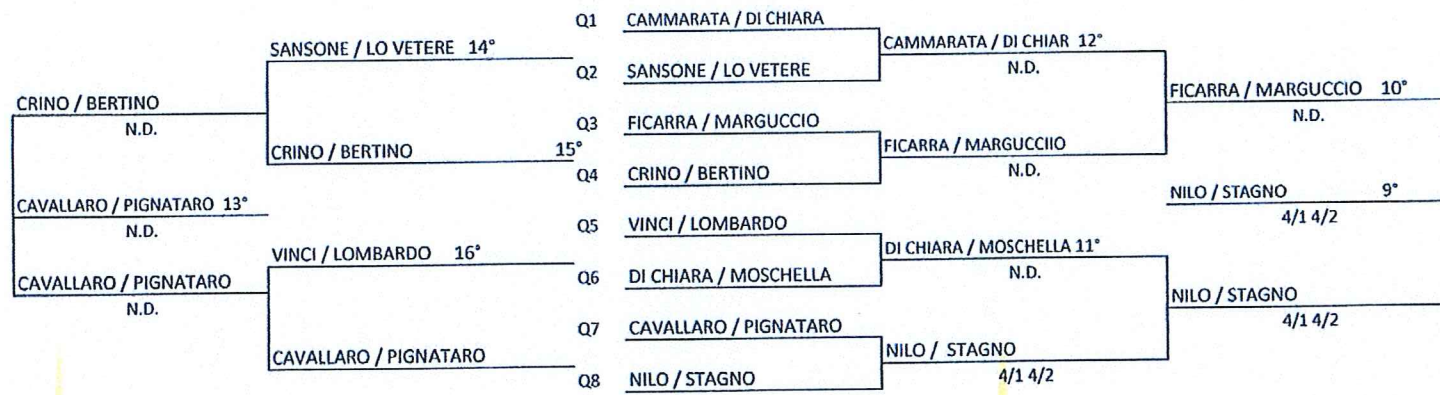 CRINO / BERTINO
N.D.
CAVALLARO / PIGNATARO 13°
N.D.
CAVALLARO / PIGNATARO
N.D.
SANSONE / LO VETERE 14°
CRINO / BERTINO 15°
VINCI / LOMBARDO 16°
CAVALLARO / PIGNATARO
Q1 CAMMARATA / DI CHIARA
Q2 SANSONE / LO VETERE
Q3 FICARRA / MARGUCCIO
Q4 CRINO / BERTINO
Q5 VINCI / LOMBARDO
Q6 DI CHIARA / MOSCHELLA
Q7 CAVALLARO / PIGNATARO
Q8 NILO / STAGNO
CAMMARATA / DI CHIAR 12°
N.D.
FICARRA / MARGUCCIIO
N.D.
DI CHIARA / MOSCHELLA 11°
N.D.
NILO / STAGNO
4/1 4/2
FICARRA / MARGUCCIO 10°
N.D.
NILO / STAGNO 9°
4/1 4/2
NILO / STAGNO
4/1 4/2